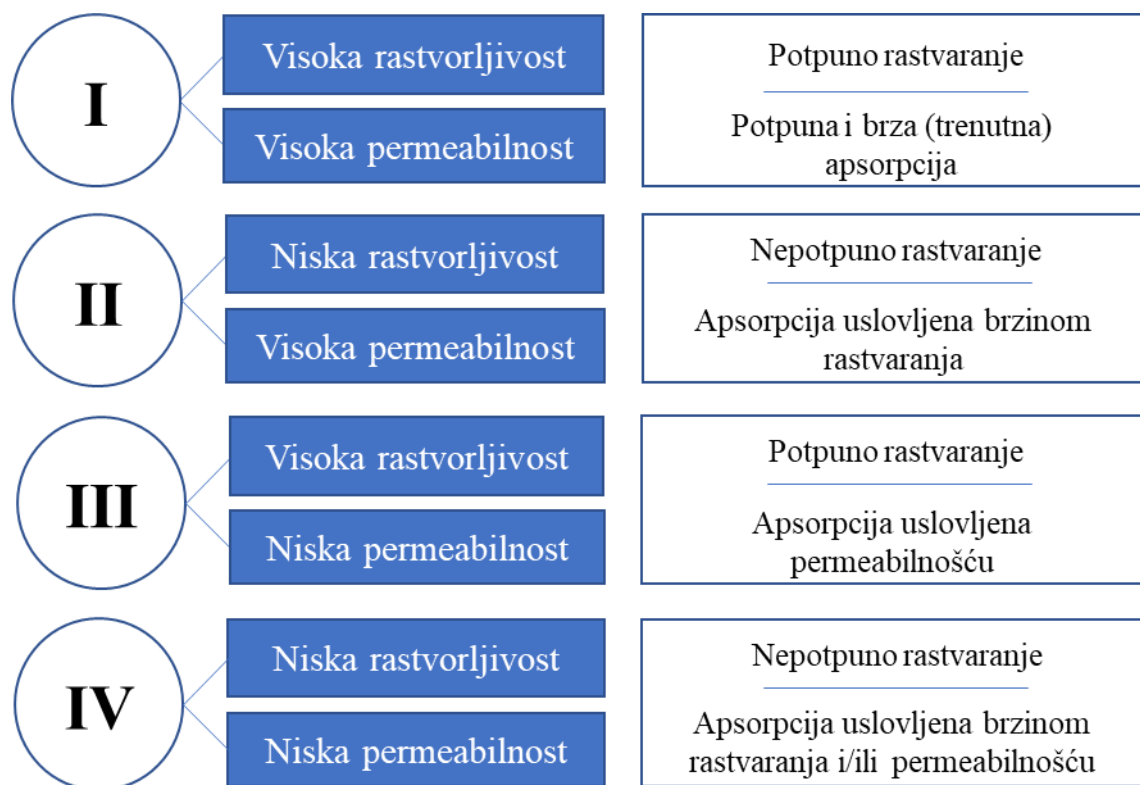 I
Visoka rastvorljivost
Visoka permeabilnost
Potpuno rastvaranje
Potpuna i brza (trenutna)
apsorpcija
II
Niska rastvorljivost
Visoka permeabilnost
Nepotpuno rastvaranje
Apsorpcija uslovljena brzinom
rastvaranja
III
Visoka rastvorljivost
Niska permeabilnost
Potpuno rastvaranje
Apsorpcija uslovljena
permeabilnošću
IV
Niska rastvorljivost
Niska permeabilnost
Nepotpuno rastvaranje
Apsorpcija uslovljena brzinom
rastvaranja i/ili permeabilnošću